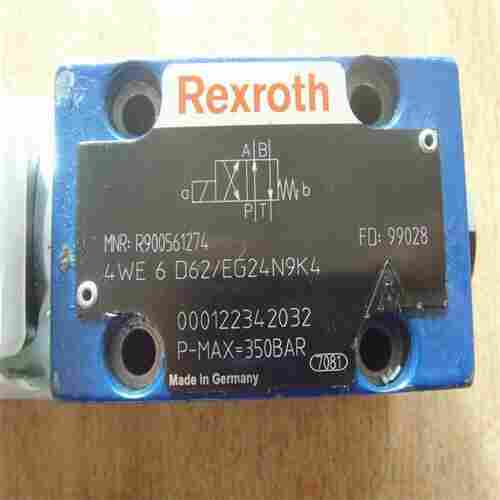 Rexroth
A B
a b
P T
MNR: R900561274 FD: 99028
4WE 6 D62/EG24N9K4
000122342032
P-MAX=350BAR 7081
Made in Germany